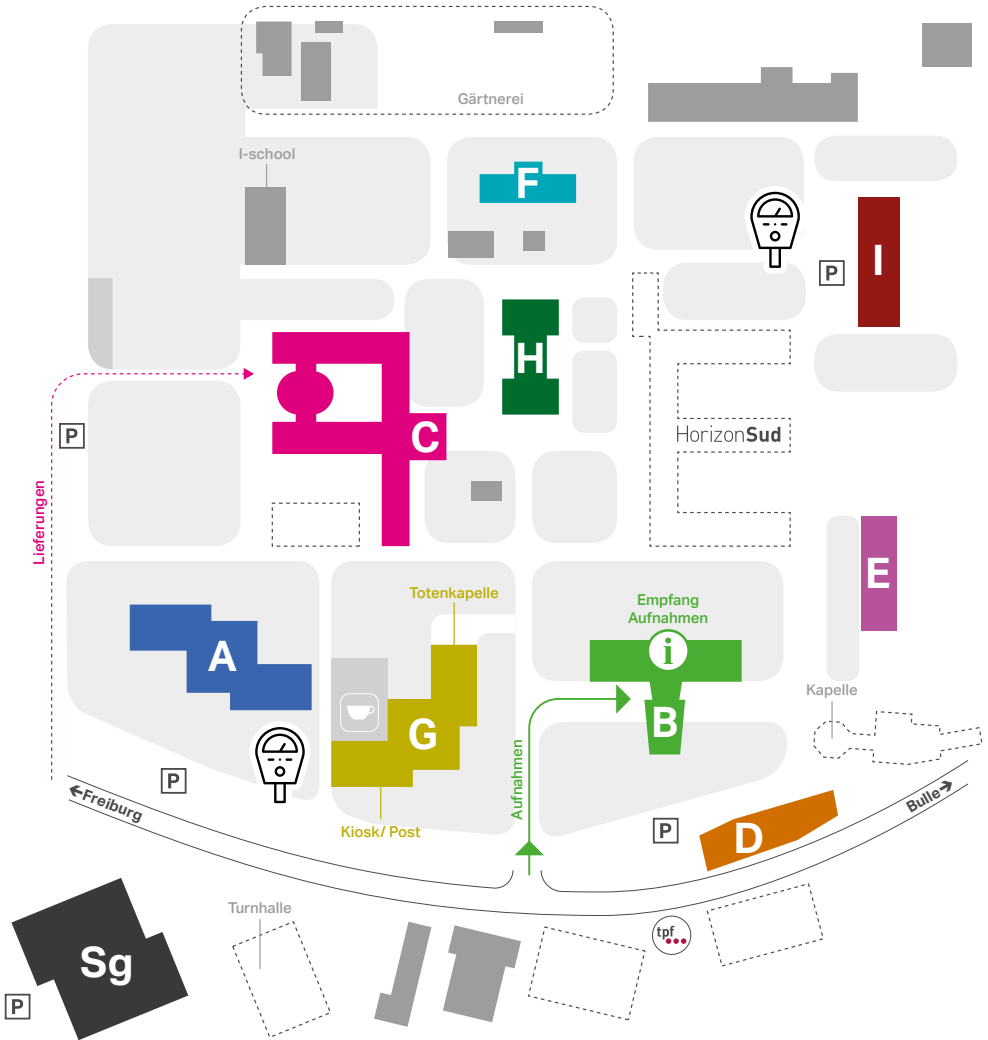 Gärtnerei
I-school
F
I
P
H
HorizonSud
C
P
Lieferungen
E
Totenkapelle
Empfang
Aufnahmen
i
A
B
G
Kapelle
Aufnahmen
P
Freiburg
Bulle
Kiosk/ Post
P
D
Turnhalle
tpf
Sg
P